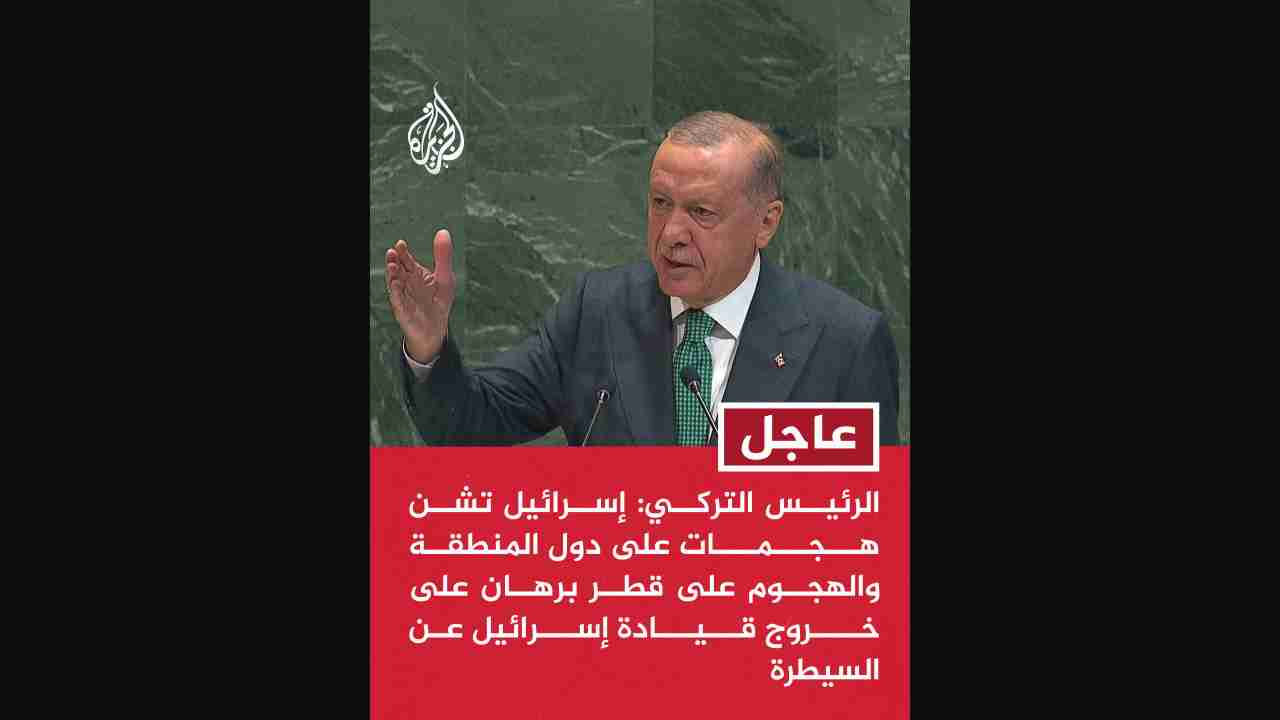 الجزيرة
عاجل
الرئيس التركي: إسرائيل تشن
هجمات على دول المنطقة
والهجوم على قطر برهان على
خروج قيادة إسرائيل عن
السيطرة